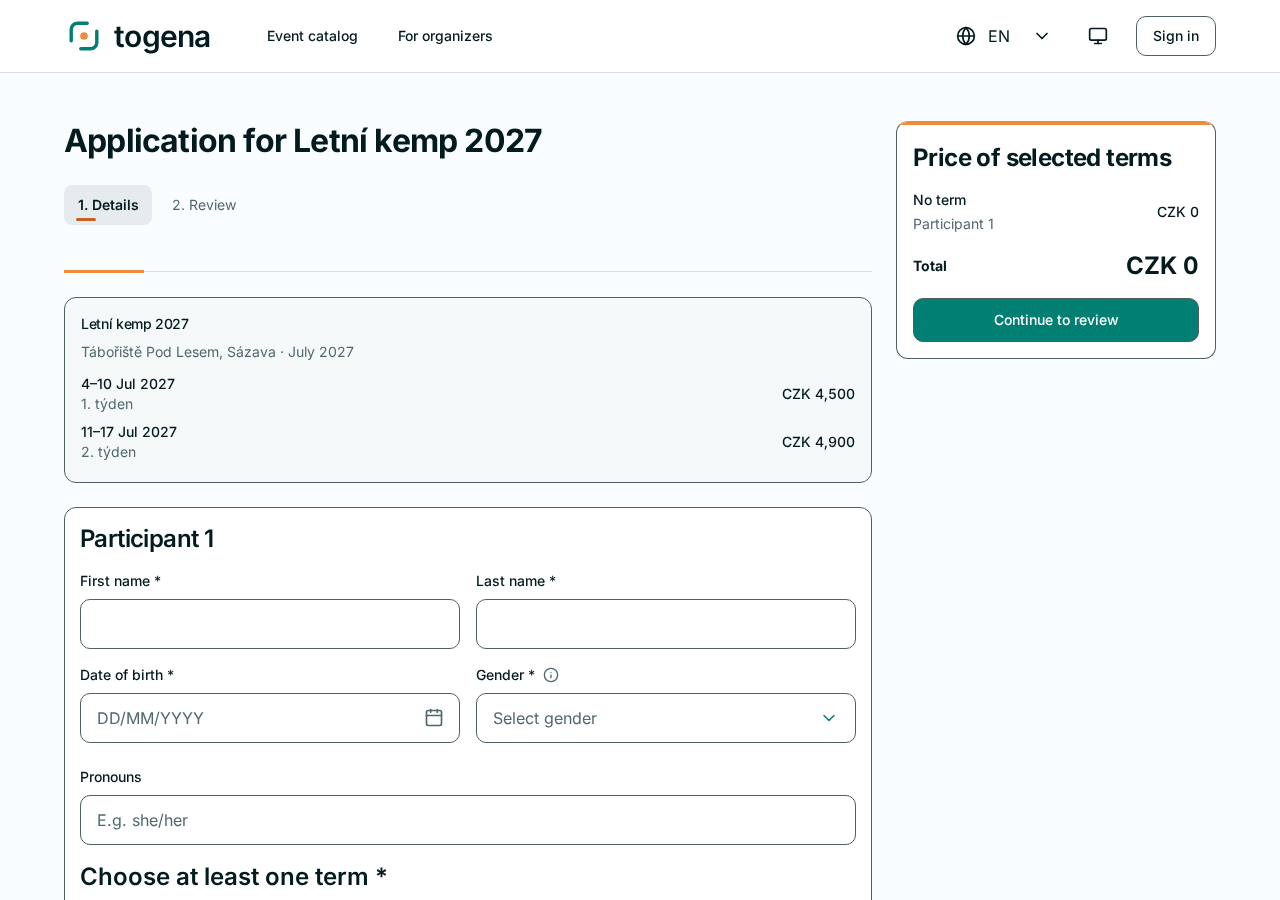 togena
Event catalog
For organizers
EN
Sign in
Application for Letní kemp 2027
1. Details
2. Review
Letní kemp 2027
Tábořiště Pod Lesem, Sázava · July 2027
4–10 Jul 2027
1. týden
CZK 4,500
11–17 Jul 2027
2. týden
CZK 4,900
Participant 1
First name *
Last name *
Date of birth *
Gender *
DD/MM/YYYY
Select gender
Pronouns
E.g. she/her
Choose at least one term *
Price of selected terms
No term
Participant 1
CZK 0
Total
CZK 0
Continue to review